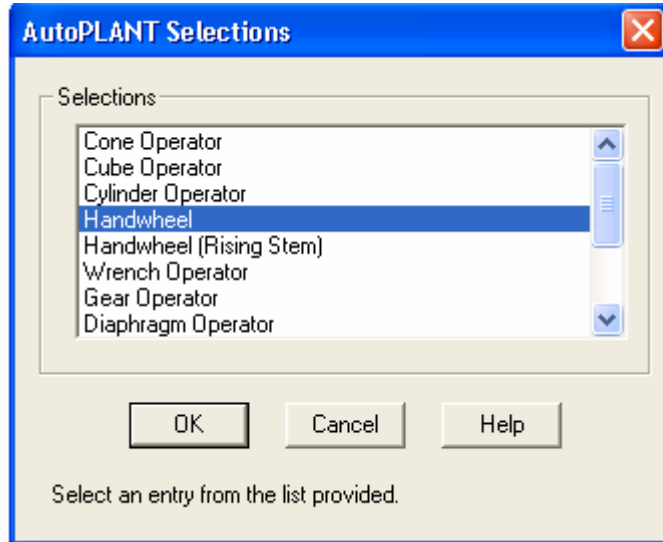 AutoPLANT Selections
Selections
Cone Operator
Cube Operator
Cylinder Operator
Handwheel
Handwheel (Rising Stem)
Wrench Operator
Gear Operator
Diaphragm Operator
OK Cancel Help
Select an entry from the list provided.